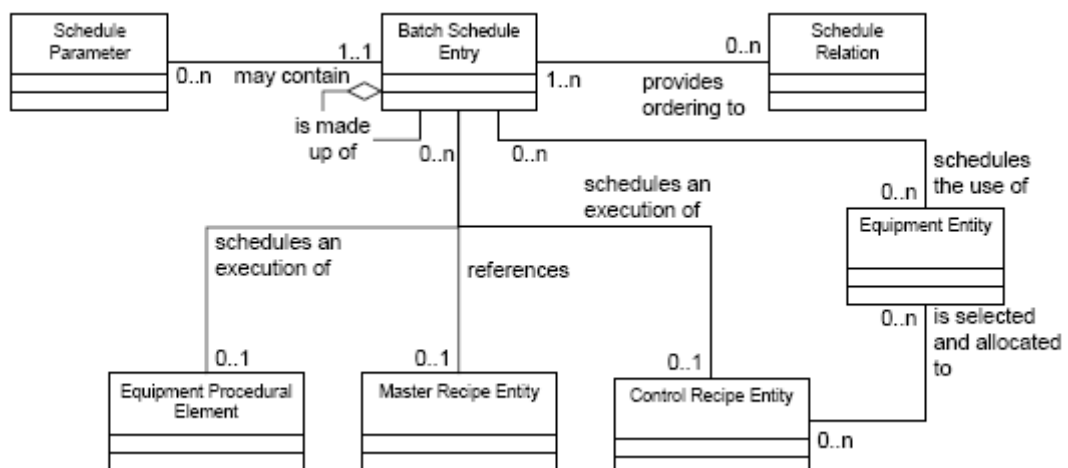 Schedule
Parameter
Batch Schedule
Entry
Schedule
Relation
0..n
1..1
may contain
1..n
0..n
provides
ordering to
is made
up of
0..n
0..n
schedules
the use of
0..n
schedules an
execution of
Equipment Entity
schedules an
execution of
references
0..n
is selected
and allocated
to
0..1
0..1
0..1
Equipment Procedural
Element
Master Recipe Entity
Control Recipe Entity
0..n